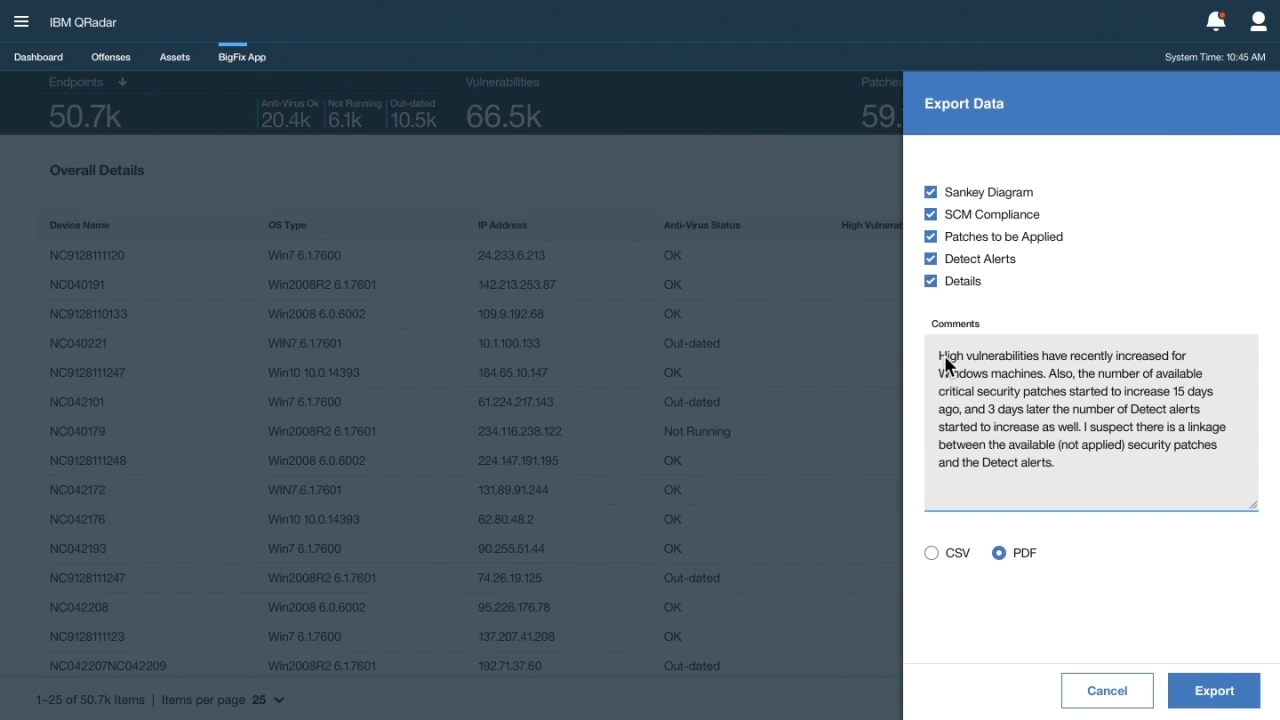 IBM QRadar
Dashboard Offenses Assets BigFix App System Time: 10:45 AM
Endpoints Vulnerabilities Patches
Anti-Virus Ok Not Running Out-dated
50.7k 20.4k 6.1k 10.5k 66.5k 59.
Overall Details
Device Name OS Type IP Address Anti-Virus Status High Vulnerab
NC9128111120 Win7 6.1.7600 24.233.6.213 OK
NC040191 Win2008R2 6.1.7601 142.213.253.87 OK
NC9128110133 Win2008 6.0.6002 109.9.192.68 OK
NC040221 WIN7.6.1.7601 10.1.100.133 Out-dated
NC9128111247 Win10 10.0.14393 184.65.10.147 OK
NC042101 Win7 6.1.7600 61.224.217.143 Out-dated
NC040179 Win2008R2 6.1.7601 234.116.238.122 Not Running
NC9128111248 Win2008 6.0.6002 224.147.191.195 OK
NC042172 WIN7.6.1.7601 131.89.91.244 OK
NC042176 Win10 10.0.14393 62.80.48.2 OK
NC042193 Win7 6.1.7600 90.255.51.44 OK
NC9128111247 Win2008R2 6.1.7601 74.26.19.125 Out-dated
NC042208 Win2008 6.0.6002 95.226.176.78 OK
NC9128111123 Win7 6.1.7600 137.207.41.208 OK
NC042207NC042209 Win2008R2 6.1.7601 192.71.37.60 Out-dated
1–25 of 50.7k Items | Items per page 25
Export Data
Sankey Diagram
SCM Compliance
Patches to be Applied
Detect Alerts
Details
Comments
High vulnerabilities have recently increased for
Windows machines. Also, the number of available
critical security patches started to increase 15 days
ago, and 3 days later the number of Detect alerts
started to increase as well. I suspect there is a linkage
between the available (not applied) security patches
and the Detect alerts.
CSV PDF
Cancel Export